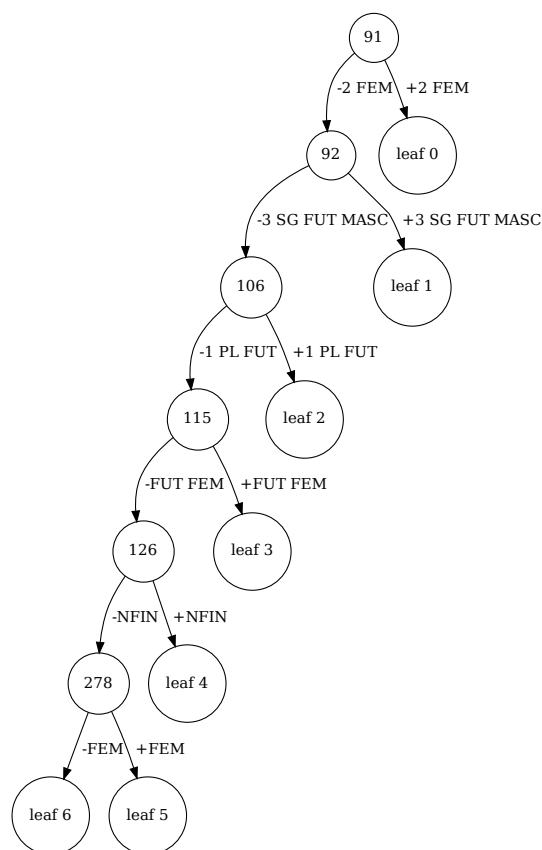 91
-2 FEM
+2 FEM
92
leaf 0
-3 SG FUT MASC
+3 SG FUT MASC
106
leaf 1
-1 PL FUT
+1 PL FUT
115
leaf 2
-FUT FEM
+FUT FEM
126
leaf 3
-NFIN
+NFIN
278
leaf 4
-FEM
+FEM
leaf 6
leaf 5